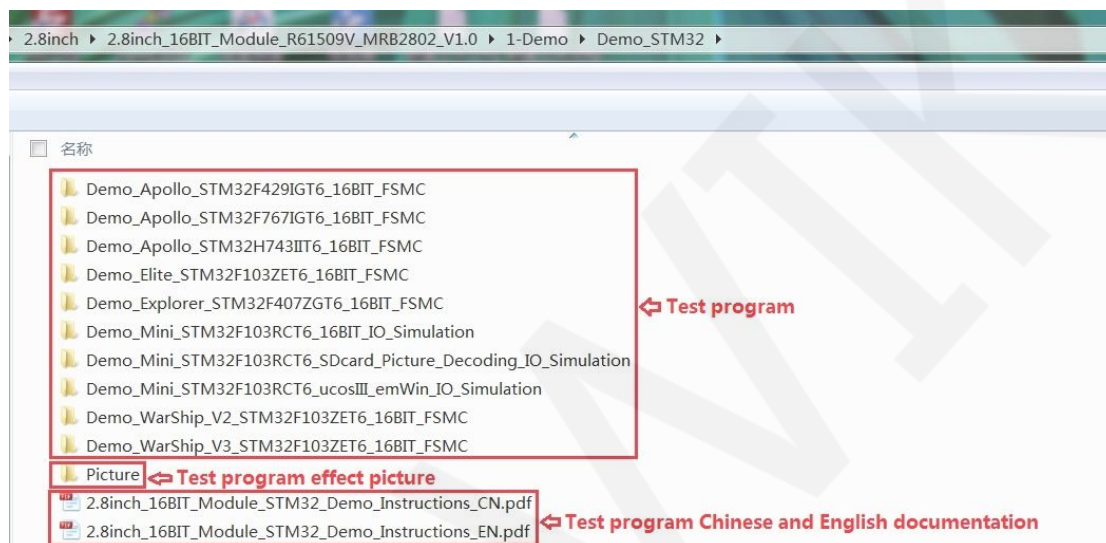 2.8inch ▸ 2.8inch_16BIT_Module_R61509V_MRB2802_V1.0 ▸ 1-Demo ▸ Demo_STM32 ▸
名称
Demo_Apollo_STM32F429IGT6_16BIT_FSMC
Demo_Apollo_STM32F767IGT6_16BIT_FSMC
Demo_Apollo_STM32H743IIT6_16BIT_FSMC
Demo_Elite_STM32F103ZET6_16BIT_FSMC
Demo_Explorer_STM32F407ZGT6_16BIT_FSMC
Test program
Demo_Mini_STM32F103RCT6_16BIT_IO_Simulation
Demo_Mini_STM32F103RCT6_SDcard_Picture_Decoding_IO_Simulation
Demo_Mini_STM32F103RCT6_ucosIII_emWin_IO_Simulation
Demo_WarShip_V2_STM32F103ZET6_16BIT_FSMC
Demo_WarShip_V3_STM32F103ZET6_16BIT_FSMC
Picture
Test program effect picture
2.8inch_16BIT_Module_STM32_Demo_Instructions_CN.pdf
Test program Chinese and English documentation
2.8inch_16BIT_Module_STM32_Demo_Instructions_EN.pdf